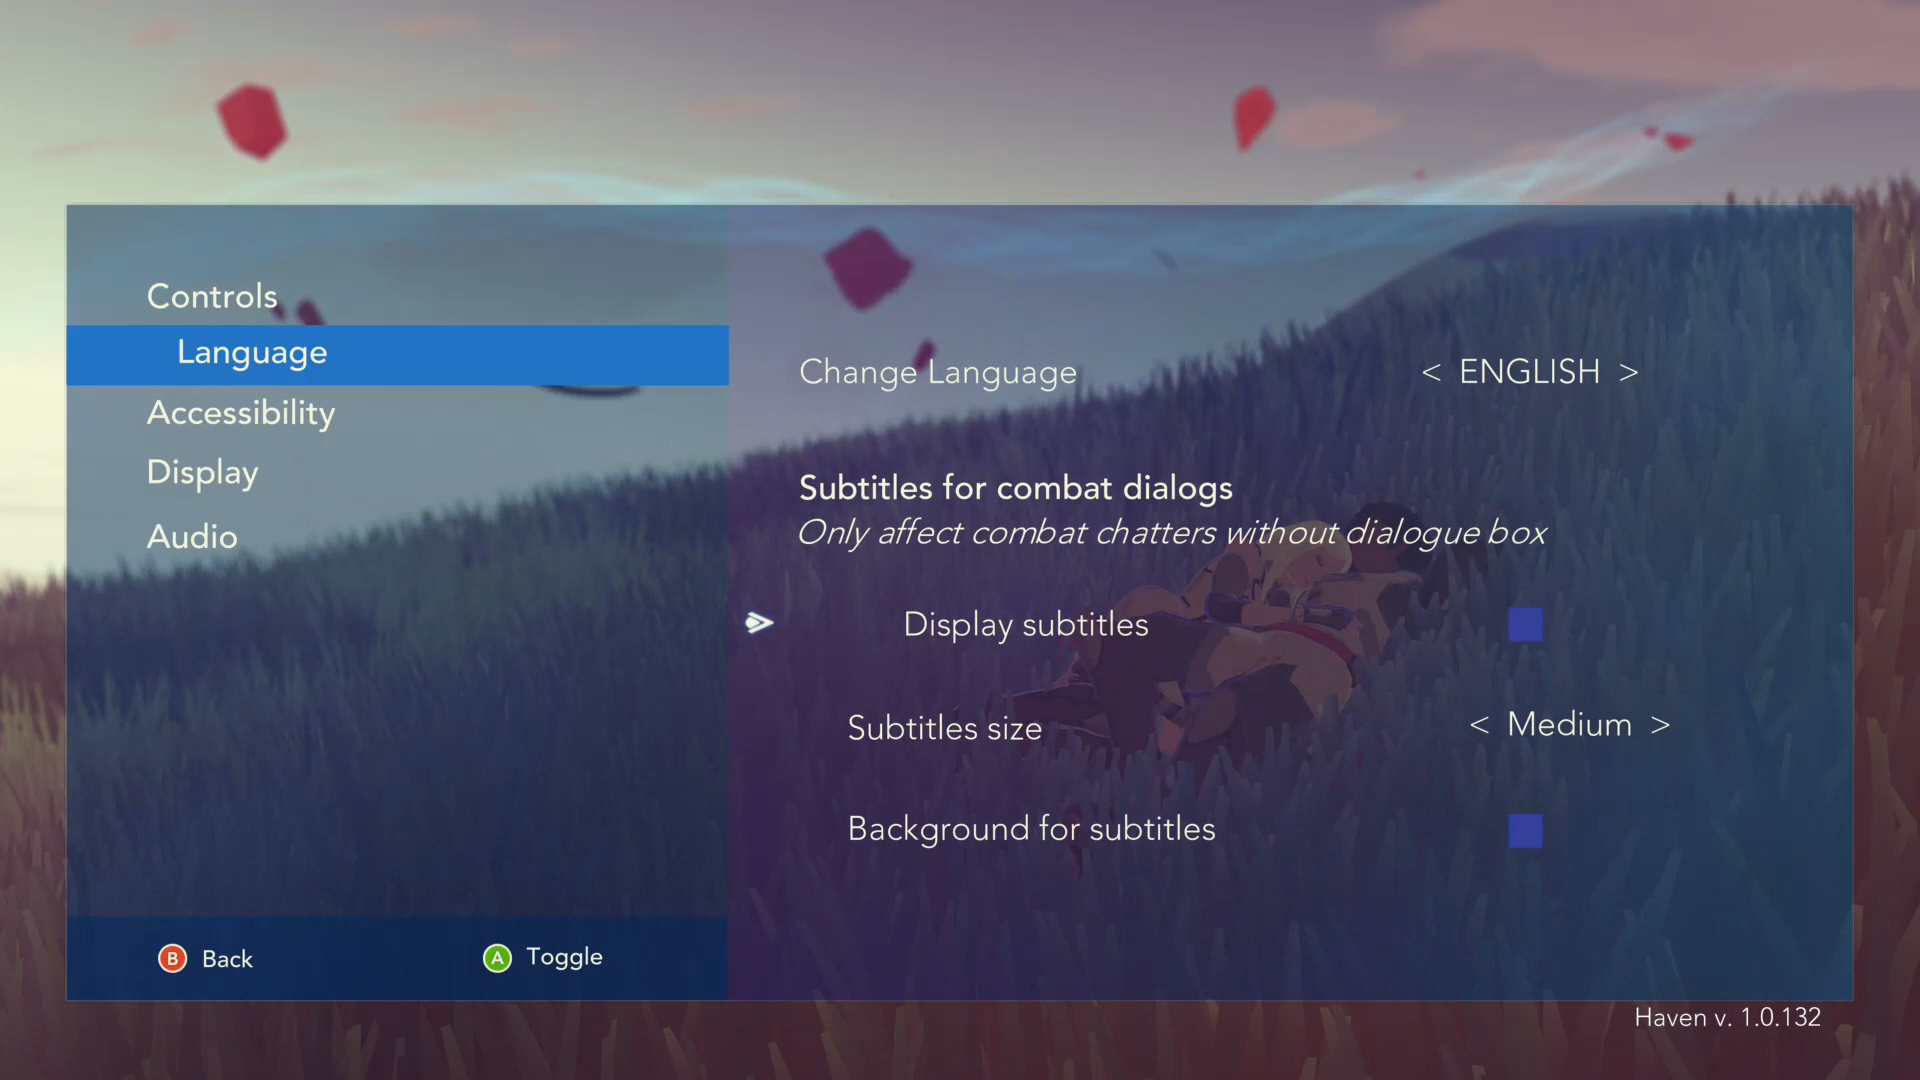 Controls
Language
Accessibility
Display
Audio
Change Language
< ENGLISH >
Subtitles for combat dialogs
Only affect combat chatters without dialogue box
Display subtitles
Subtitles size
< Medium >
Background for subtitles
B Back
A Toggle
Haven v. 1.0.132